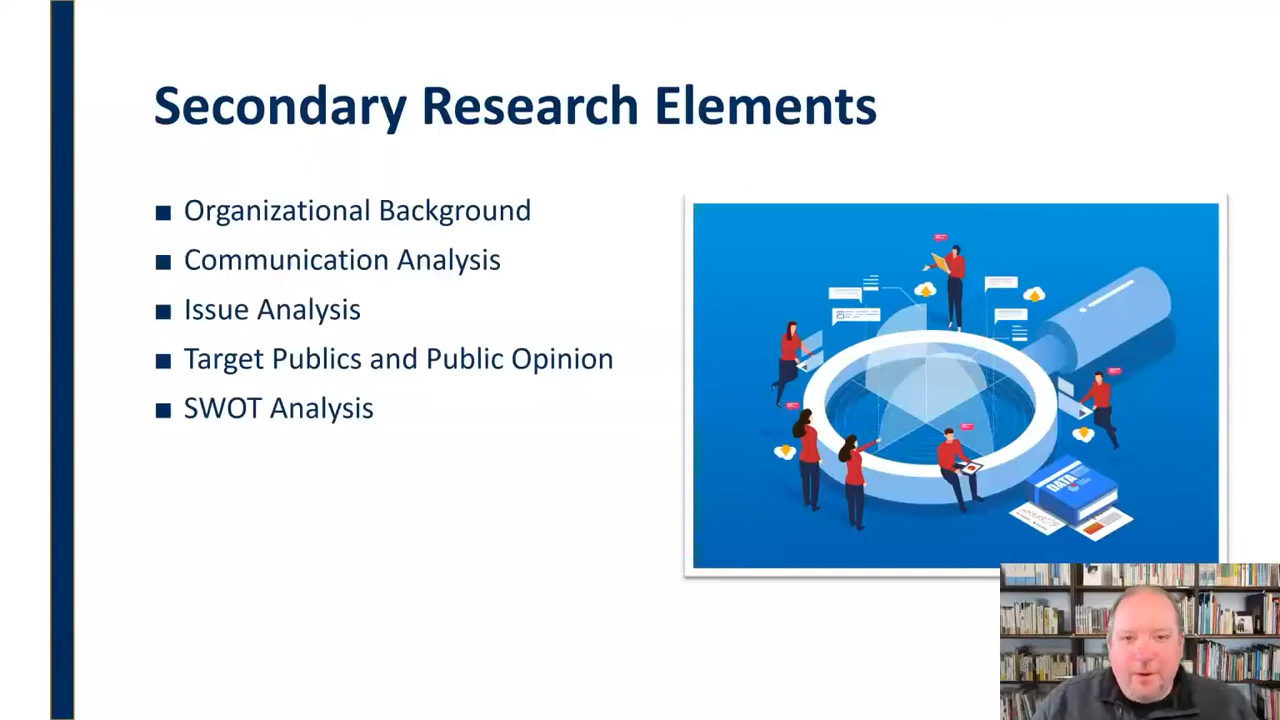 Secondary Research Elements
■ Organizational Background
■ Communication Analysis
■ Issue Analysis
■ Target Publics and Public Opinion
■ SWOT Analysis
DATA